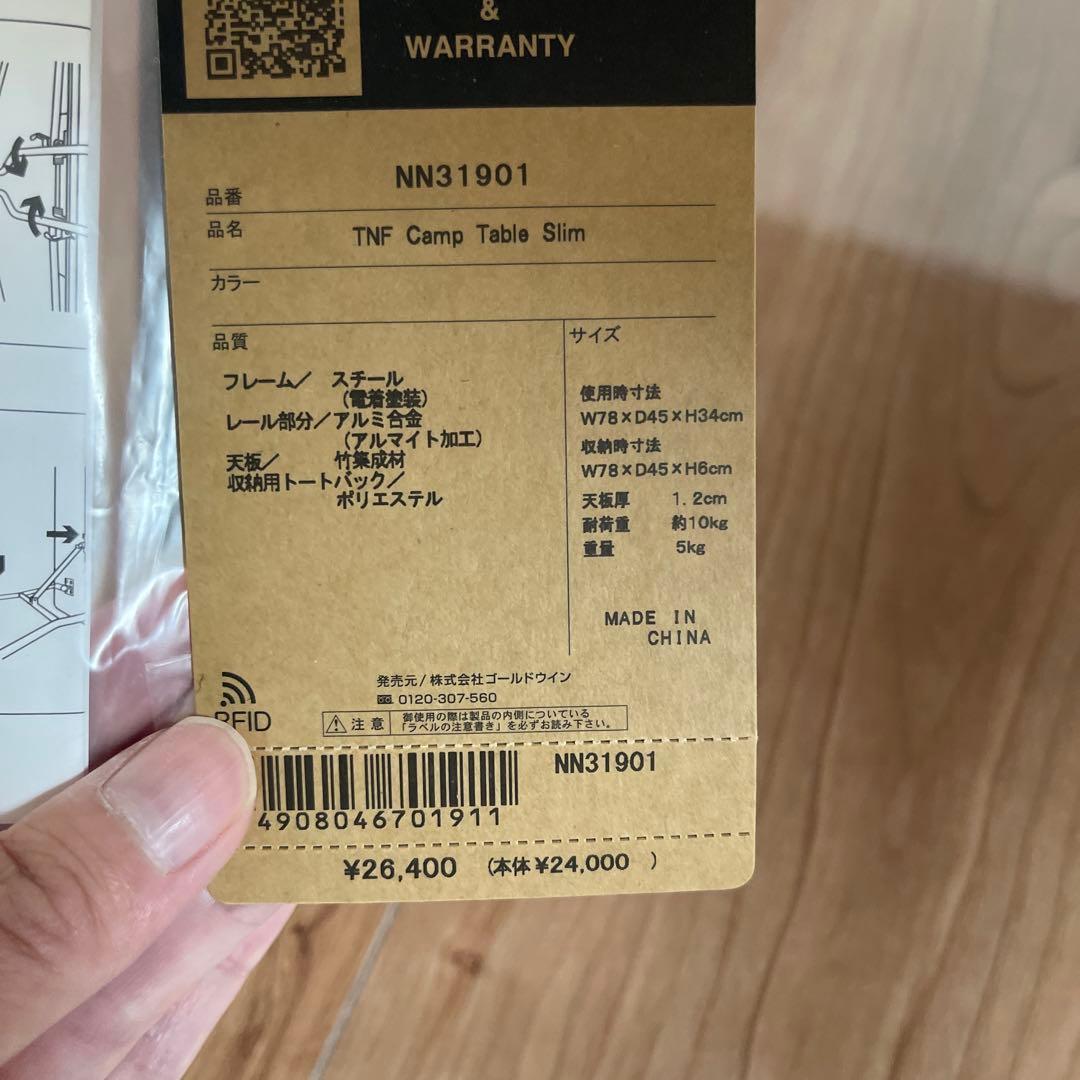 &
WARRANTY
品番 NN31901
品名 TNF Camp Table Slim
カラー
品質
フレーム／ スチール
(電着塗装)
レール部分／アルミ合金
(アルマイト加工)
天板／ 竹集成材
収納用トートバック／
ポリエステル
サイズ
使用時寸法
W78×D45×H34cm
収納時寸法
W78×D45×H6cm
天板厚 1.2cm
耐荷重 約10kg
重量 5kg
MADE IN
CHINA
発売元/株式会社ゴールドウイン
0120-307-560
RFID
注意
御使用の際は製品の内側についている
「ラベルの注意書き」を必ずお読み下さい。
NN31901
4908046701911
¥26,400 (本体¥24,000 )